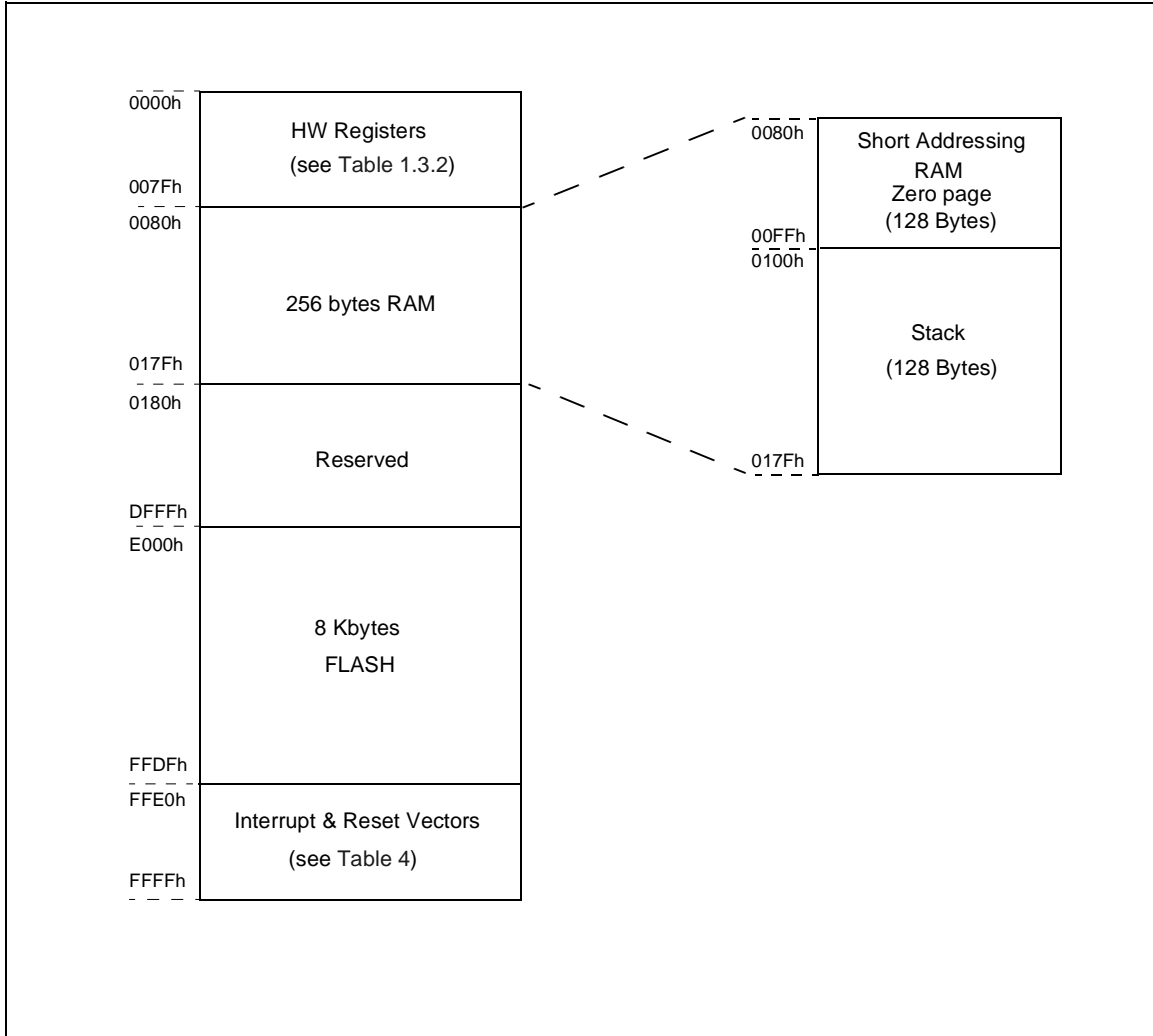 0000h
HW Registers
(see Table 1.3.2)
007Fh
0080h
256 bytes RAM
017Fh
0180h
Reserved
DFFFh
E000h
8 Kbytes
FLASH
FFDFh
FFE0h
Interrupt & Reset Vectors
(see Table 4)
FFFFh
0080h
Short Addressing
RAM
Zero page
(128 Bytes)
00FFh
0100h
Stack
(128 Bytes)
017Fh